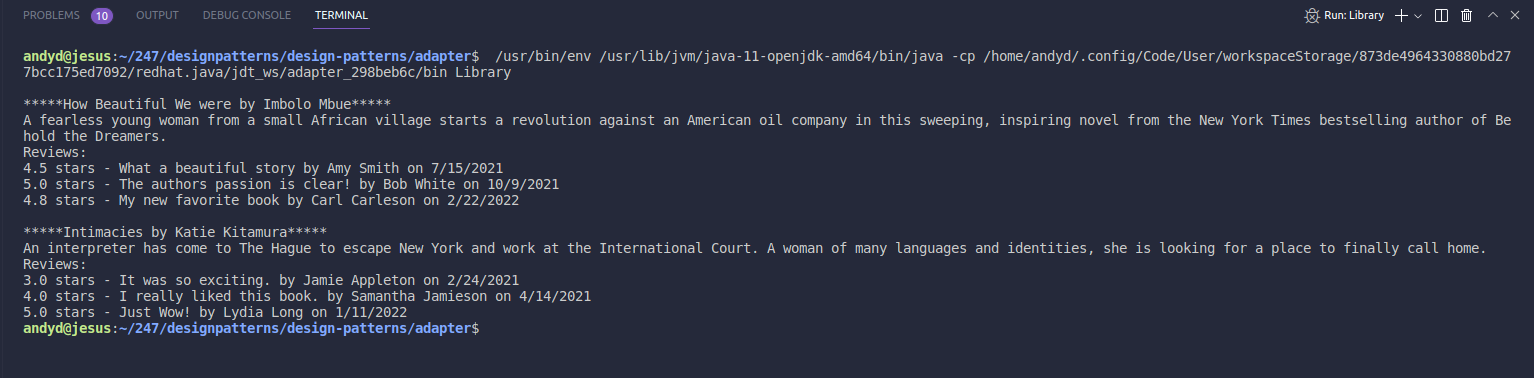 PROBLEMS 10 OUTPUT DEBUG CONSOLE TERMINAL Run: Library
andyd@jesus:~/247/designpatterns/design-patterns/adapter$  /usr/bin/env /usr/lib/jvm/java-11-openjdk-amd64/bin/java -cp /home/andyd/.config/Code/User/workspaceStorage/873de4964330880bd27
7bcc175ed7092/redhat.java/jdt_ws/adapter_298beb6c/bin Library
*****How Beautiful We were by Imbolo Mbue*****
A fearless young woman from a small African village starts a revolution against an American oil company in this sweeping, inspiring novel from the New York Times bestselling author of Be
hold the Dreamers.
Reviews:
4.5 stars - What a beautiful story by Amy Smith on 7/15/2021
5.0 stars - The authors passion is clear! by Bob White on 10/9/2021
4.8 stars - My new favorite book by Carl Carleson on 2/22/2022
*****Intimacies by Katie Kitamura*****
An interpreter has come to The Hague to escape New York and work at the International Court. A woman of many languages and identities, she is looking for a place to finally call home.
Reviews:
3.0 stars - It was so exciting. by Jamie Appleton on 2/24/2021
4.0 stars - I really liked this book. by Samantha Jamieson on 4/14/2021
5.0 stars - Just Wow! by Lydia Long on 1/11/2022
andyd@jesus:~/247/designpatterns/design-patterns/adapter$